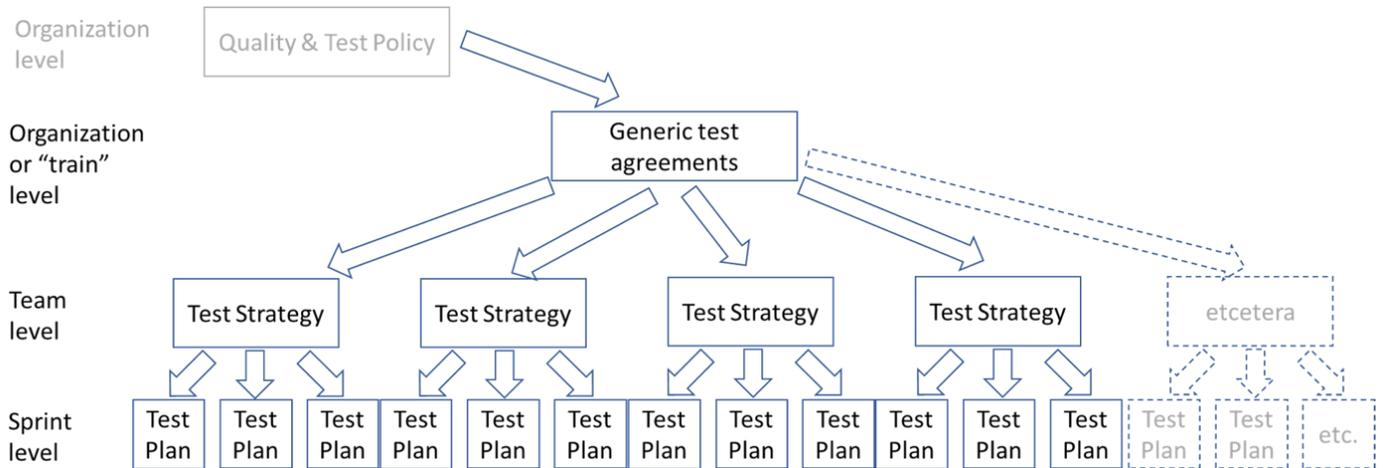 Organization
level
Quality & Test Policy
Organization
or “train”
level
Generic test
agreements
Team
level
Test Strategy
Test Strategy
Test Strategy
Test Strategy
etcetera
Sprint
level
Test
Plan
Test
Plan
Test
Plan
Test
Plan
Test
Plan
Test
Plan
Test
Plan
Test
Plan
Test
Plan
Test
Plan
Test
Plan
Test
Plan
Test
Plan
Test
Plan
etc.